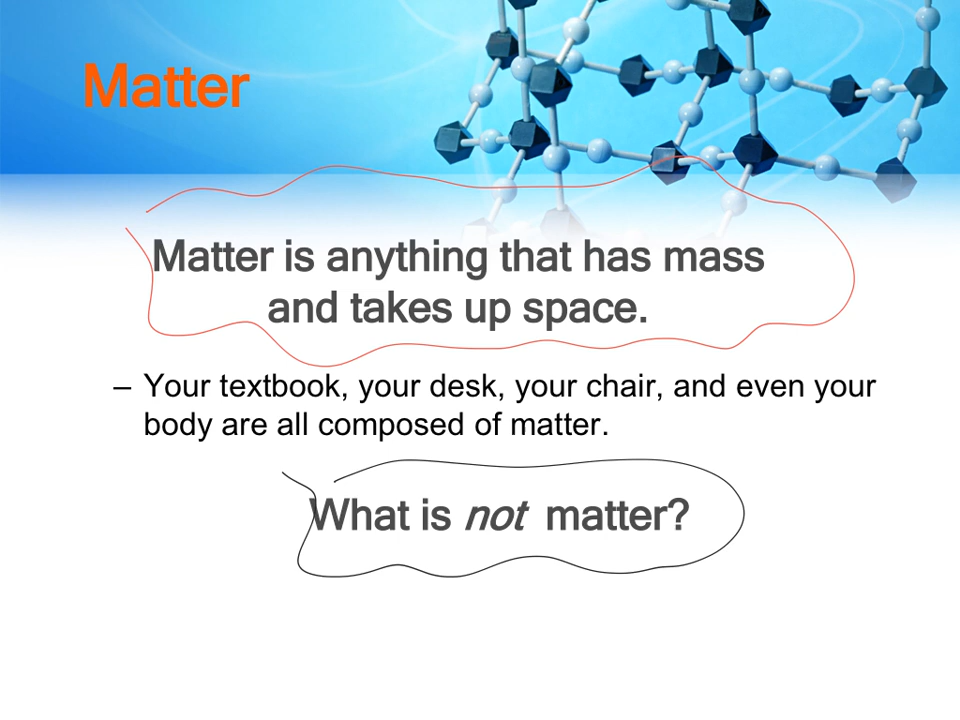 Matter
Matter is anything that has mass
and takes up space.
– Your textbook, your desk, your chair, and even your
body are all composed of matter.
What is not matter?